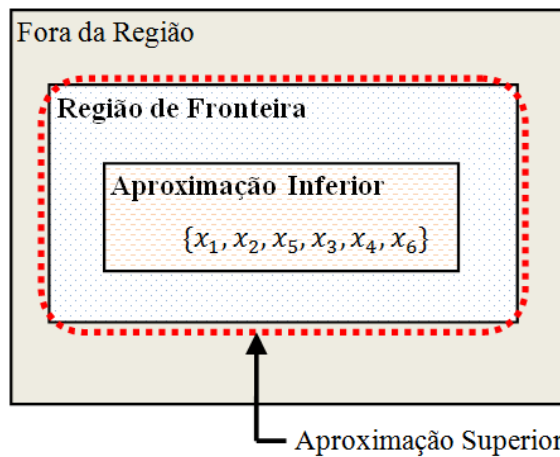 Fora da Região
Região de Fronteira
Aproximação Inferior
{x₁, x₂, x₅, x₃, x₄, x₆}
Aproximação Superior